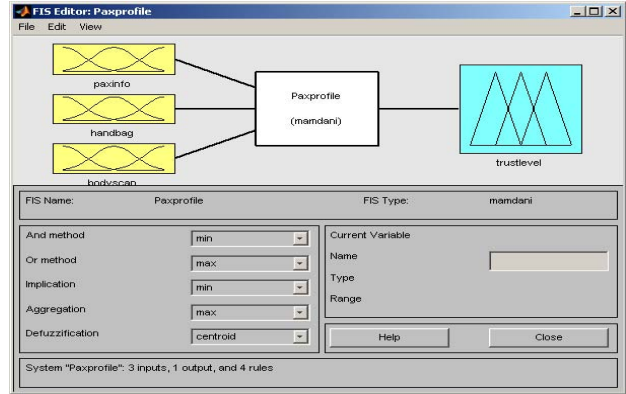 FIS Editor: Paxprofile
File Edit View
paxinfo
handbag
bodyscan
Paxprofile
(mamdani)
trustlevel
FIS Name: Paxprofile FIS Type: mamdani
And method min
Or method max
Implication min
Aggregation max
Defuzzification centroid
Current Variable
Name
Type
Range
Help Close
System "Paxprofile": 3 inputs, 1 output, and 4 rules